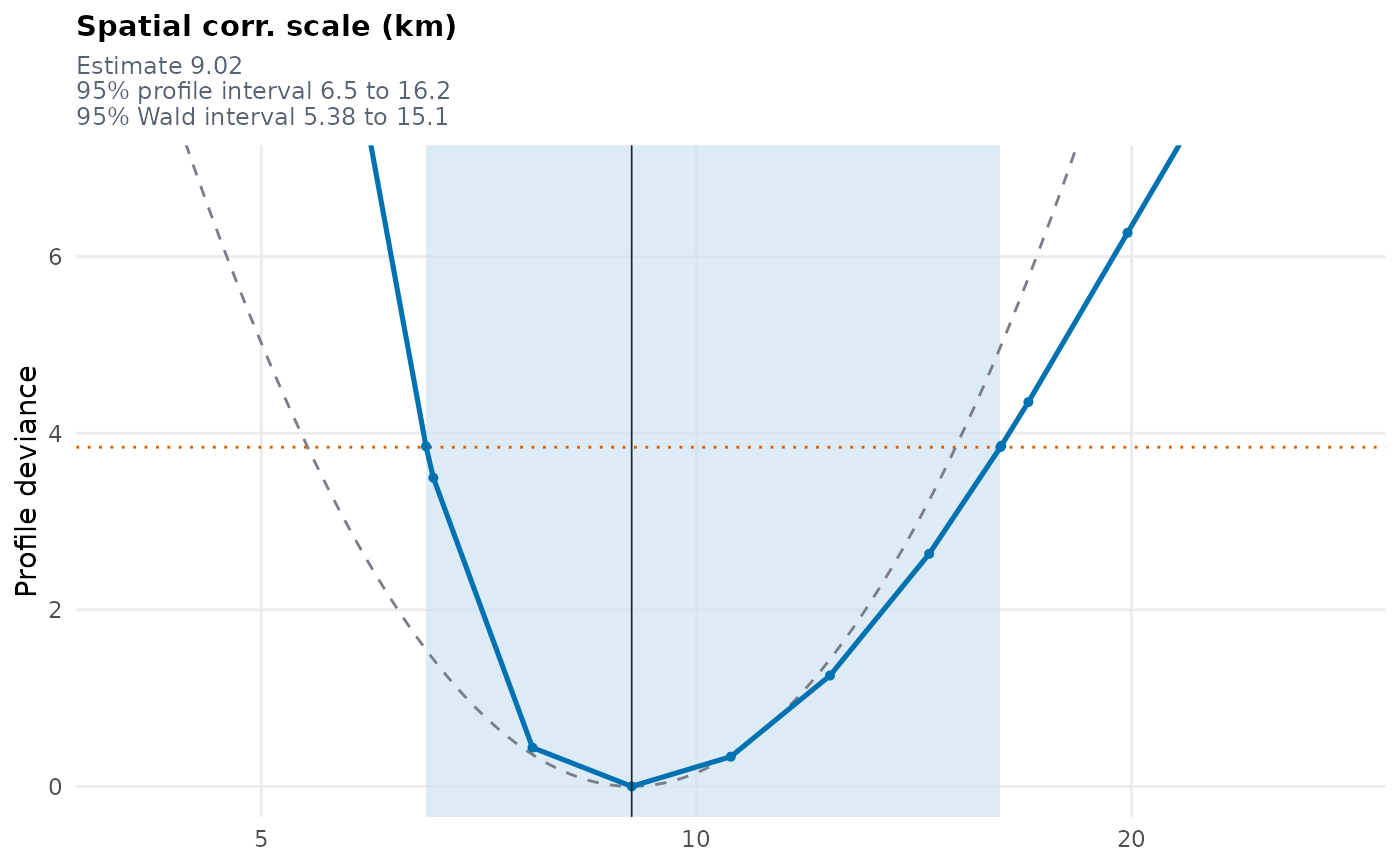 Spatial corr. scale (km)
Estimate 9.02
95% profile interval 6.5 to 16.2
95% Wald interval 5.38 to 15.1
Profile deviance
6
4
2
0
5
10
20